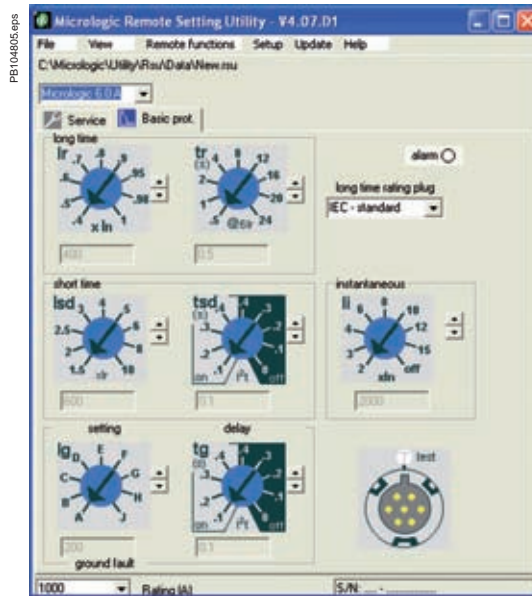 PB104805.eps
Micrologic Remote Setting Utility - V4.07.D1
File View Remote functions Setup Update Help
C:\Micrologic\Utility\Rsu\Data\New.rsu
Micrologic 6.0 A
Service Basic prot.
long time
Ir .4 .5 .6 .7 .8 .9 .95 .98 1 x In
400
tr (s) .5 1 2 4 8 12 16 20 24 @6Ir
0.5
alarm
long time rating plug
IEC - standard
short time
Isd 1.5 2 2.5 3 4 5 6 8 10 xIr
600
tsd (s) .1 .2 .3 .4 .4 .3 .2 .1 0 on I²t off
0.1
instantaneous
Ii 2 3 4 6 8 10 12 15 off xIn
2000
setting delay
Ig A B C D E F G H J
200
tg (s) .1 .2 .3 .4 .4 .3 .2 .1 0 on I²t off
0.1
ground fault
T test
1000 Rating (A) S/N: __ - ________